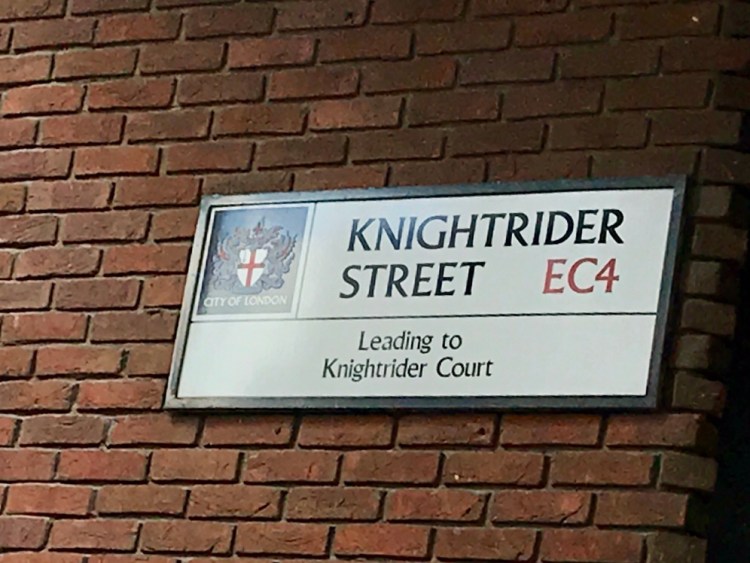 KNIGHTRIDER
STREET EC4
CITY OF LONDON
Leading to
Knightrider Court